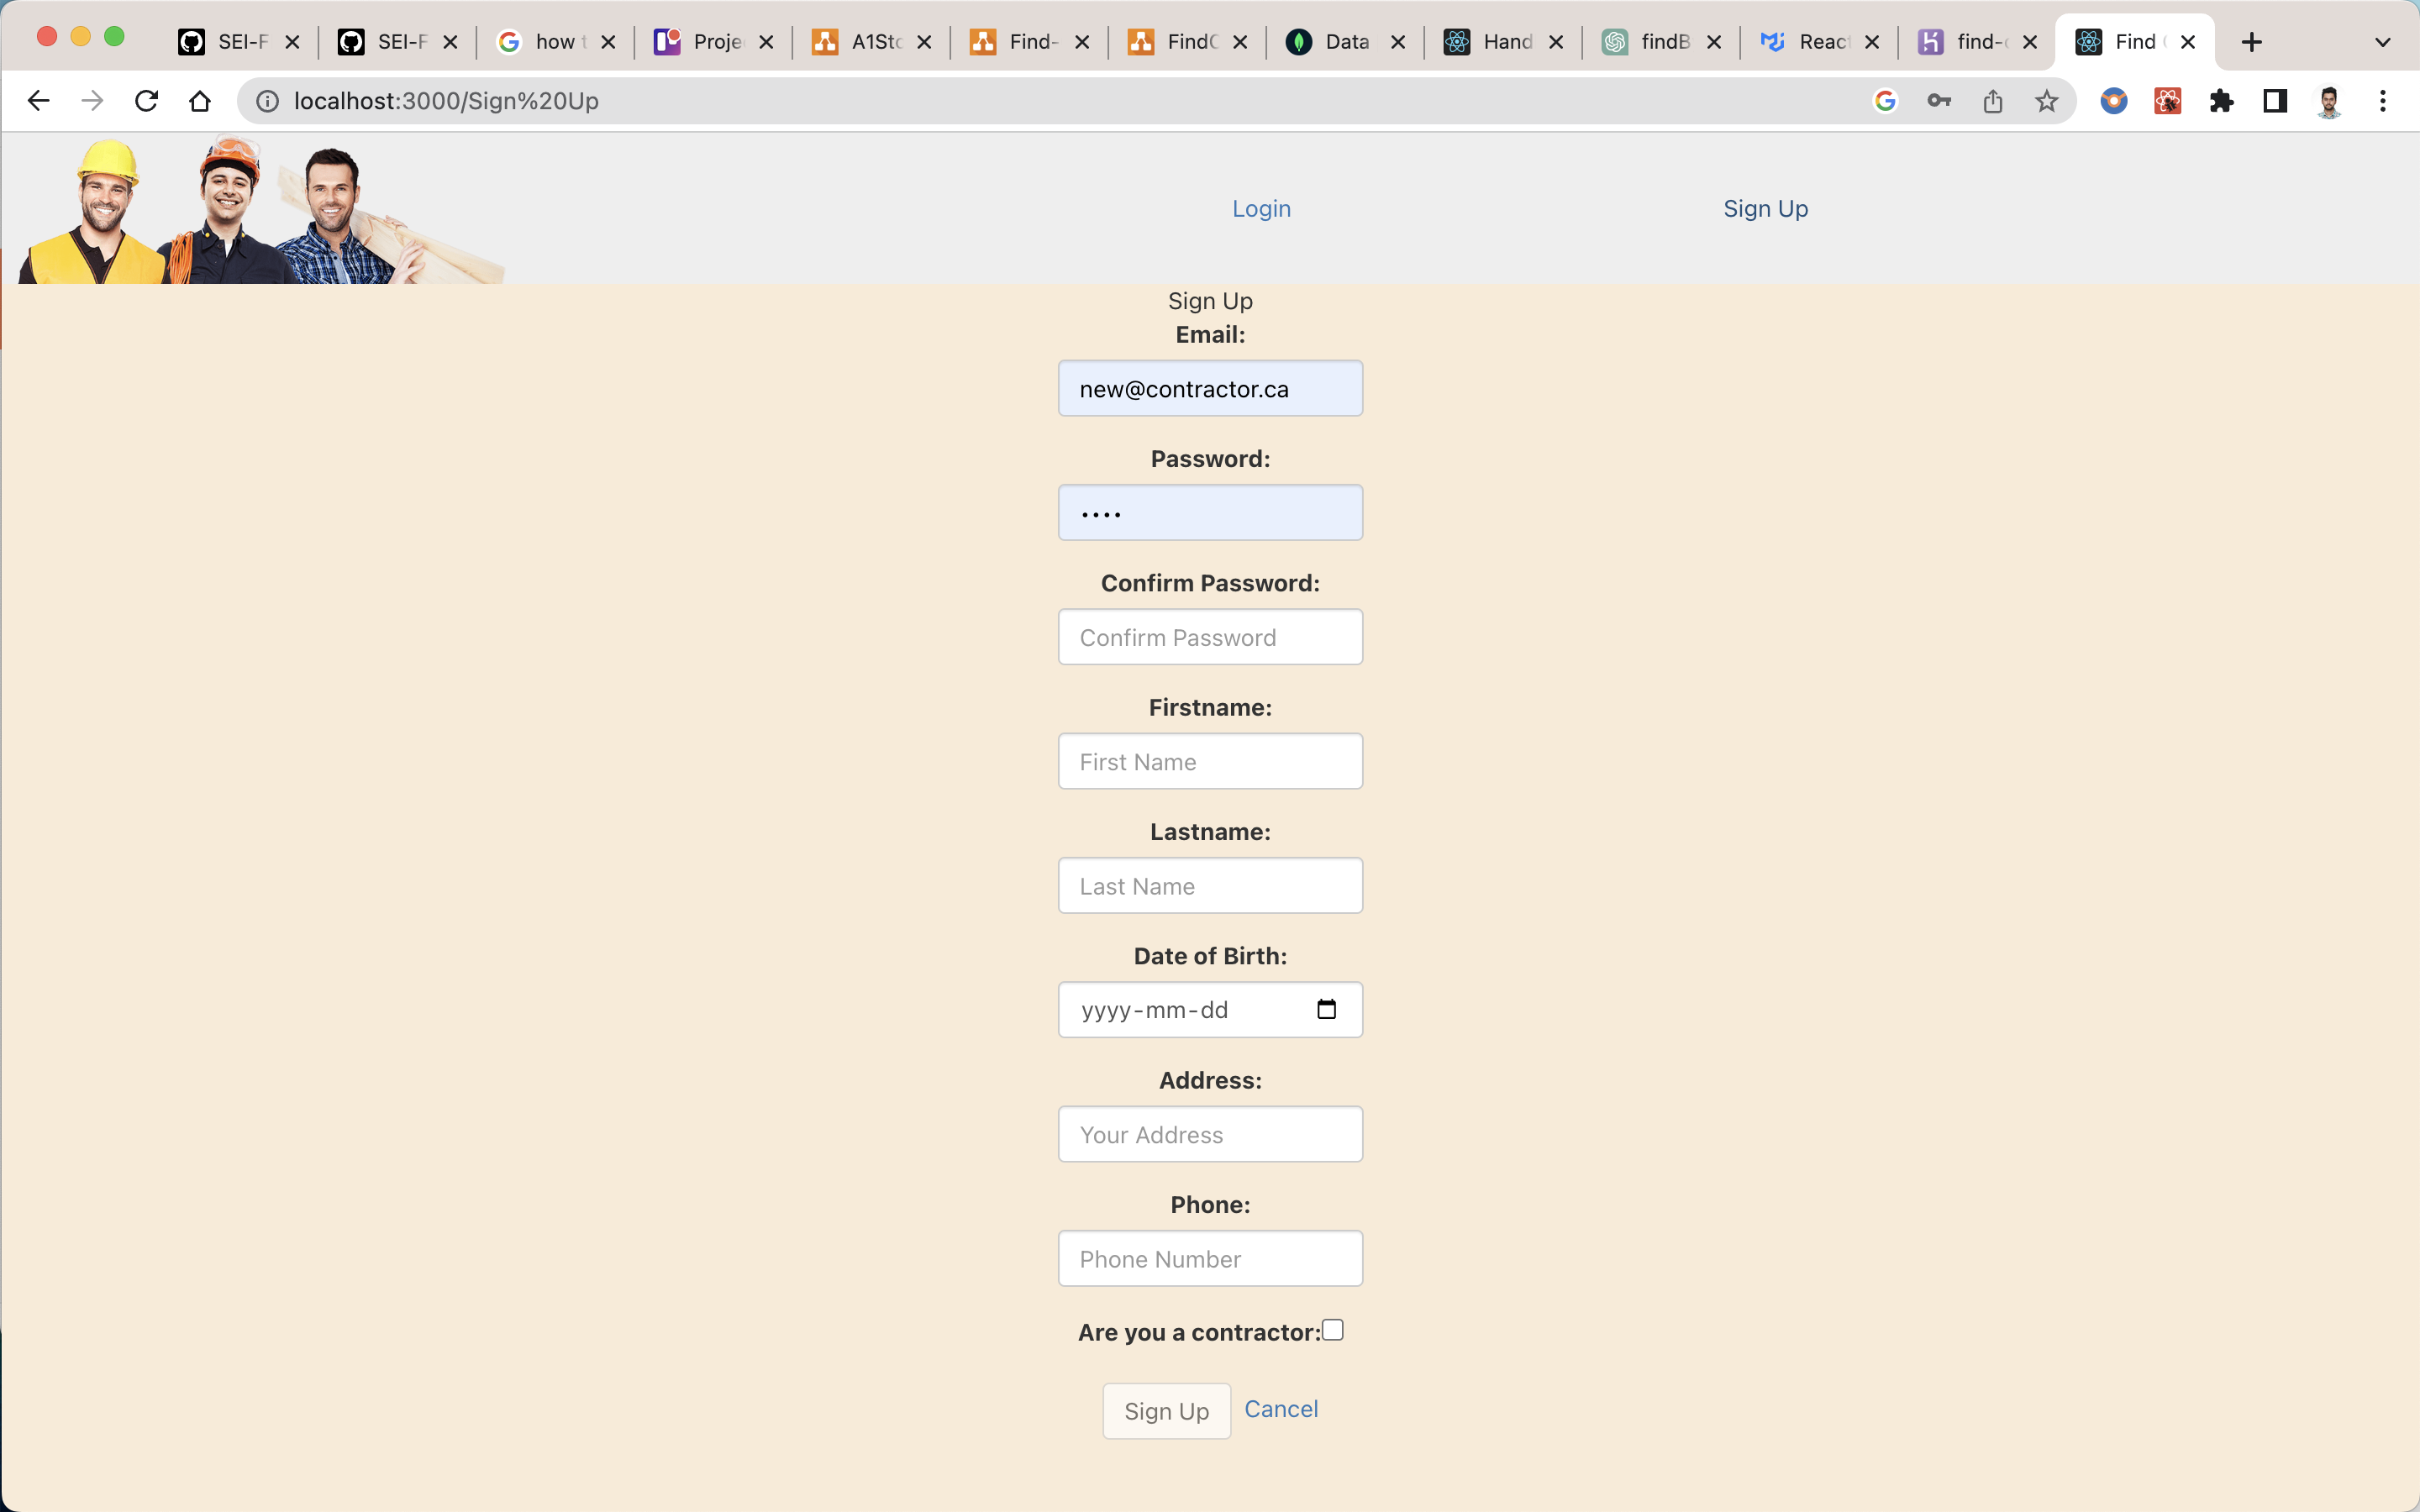 SEI-F
SEI-F
how t
Proje
A1Sto
Find-
FindC
Data
Hand
findB
React
find-c
Find
localhost:3000/Sign%20Up
Login
Sign Up
Sign Up
Email:
new@contractor.ca
Password:
••••
Confirm Password:
Confirm Password
Firstname:
First Name
Lastname:
Last Name
Date of Birth:
yyyy-mm-dd
Address:
Your Address
Phone:
Phone Number
Are you a contractor:
Sign Up
Cancel